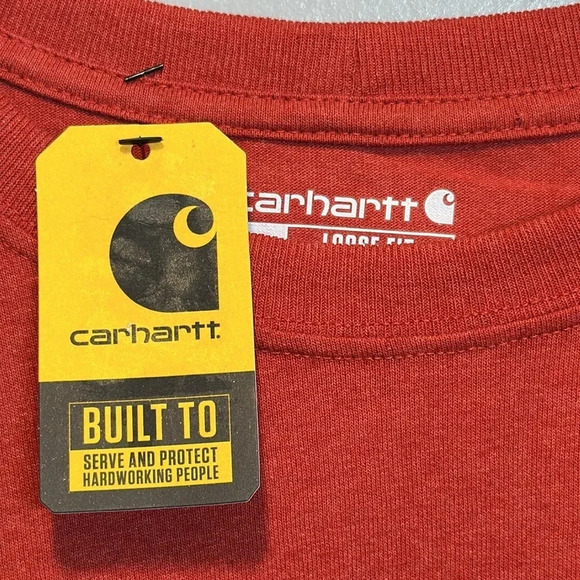 carhartt.
BUILT TO
SERVE AND PROTECT
HARDWORKING PEOPLE
carhartt
LOOSE FIT